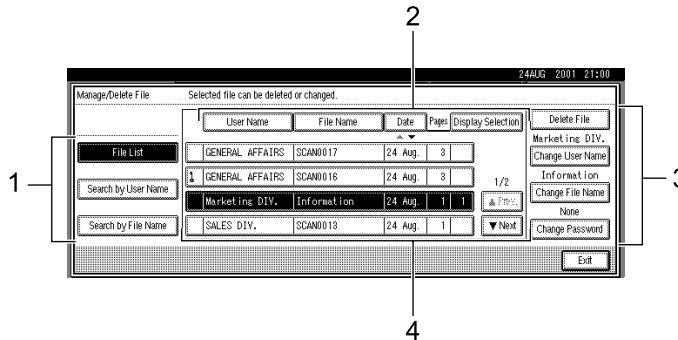 2
24AUG 2001 21:00
Manage/Delete File Selected file can be deleted or changed.
User Name File Name Date Pages Display Selection Delete File
Marketing DIV.
File List GENERAL AFFAIRS SCAN0017 24 Aug. 3 Change User Name
1 Search by User Name GENERAL AFFAIRS SCAN0016 24 Aug. 3 1/2 Information 3
Marketing DIV. Information 24 Aug. 1 1 ▲ Prev. Change File Name
None
Search by File Name SALES DIV. SCAN0013 24 Aug. 1 ▼ Next Change Password
Exit
4